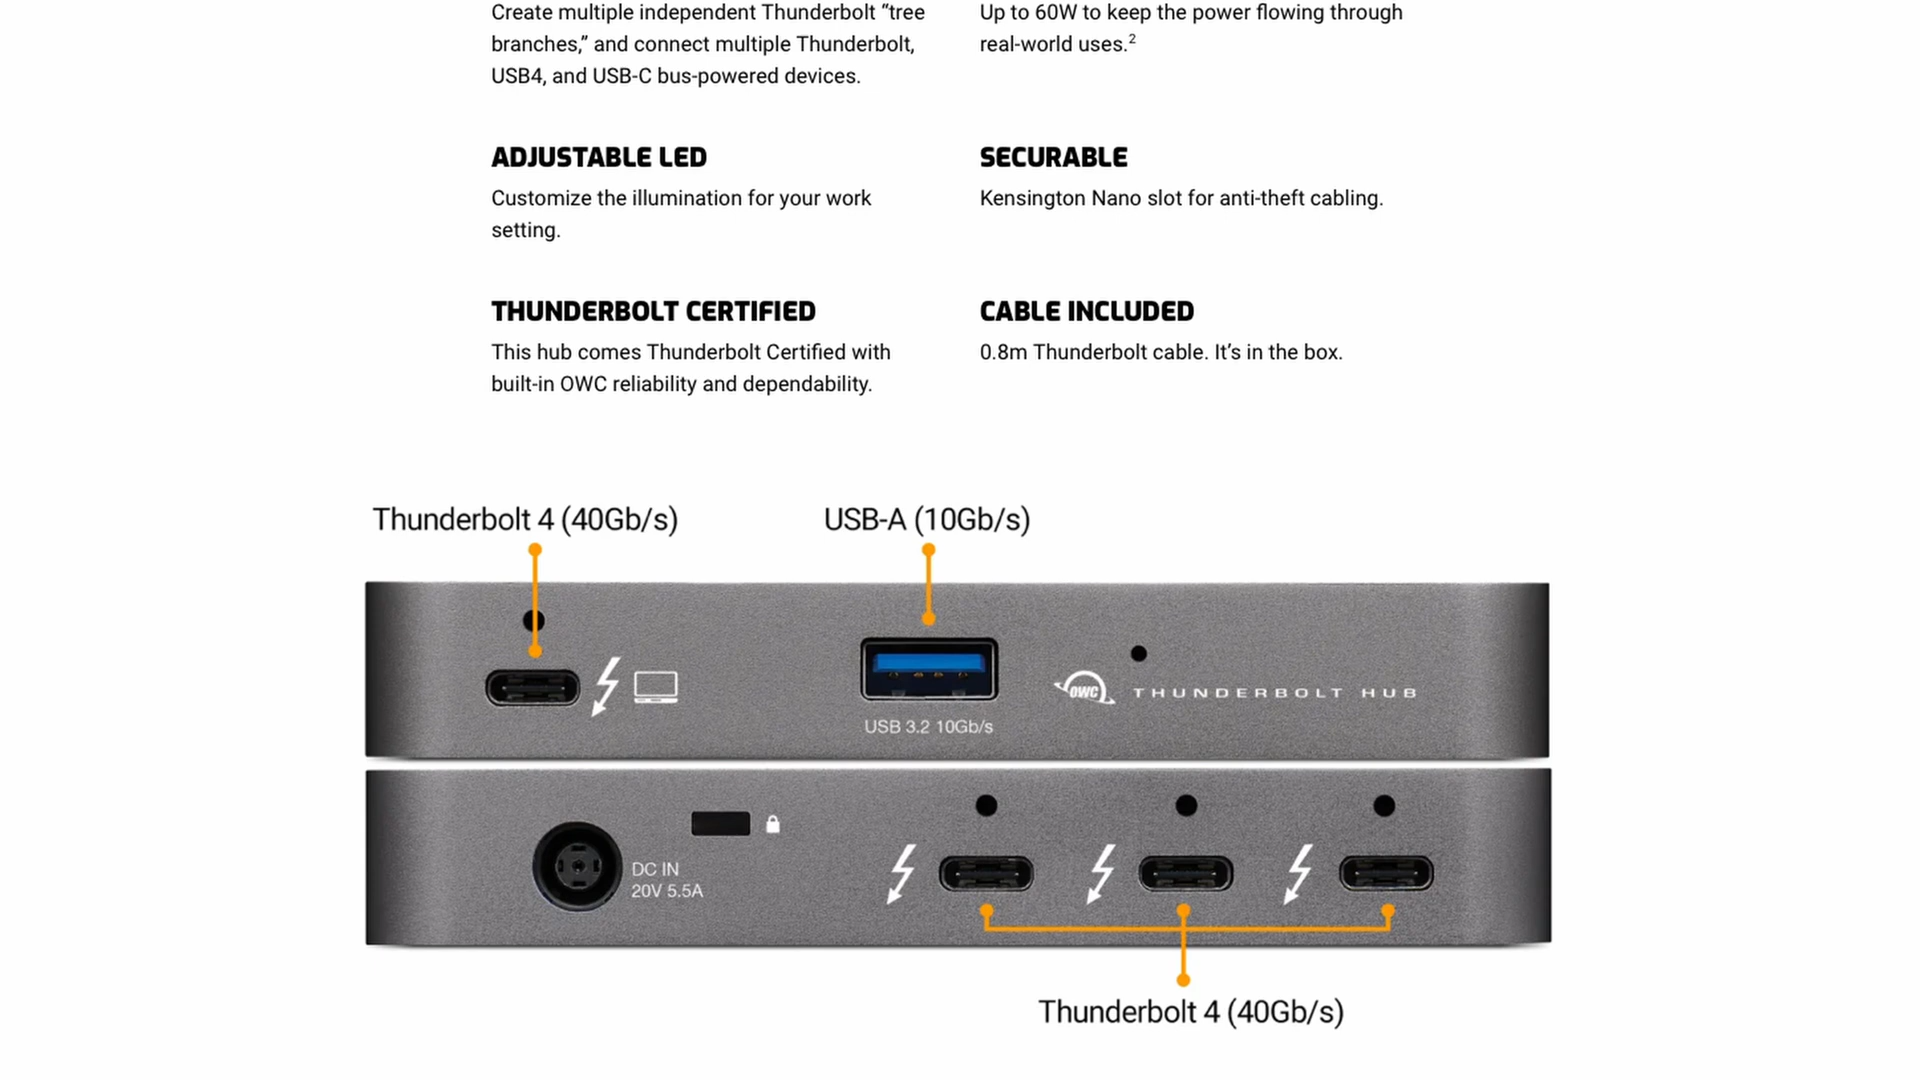 Create multiple independent Thunderbolt “tree
branches,” and connect multiple Thunderbolt,
USB4, and USB-C bus-powered devices.
Up to 60W to keep the power flowing through
real-world uses.²
ADJUSTABLE LED
Customize the illumination for your work
setting.
SECURABLE
Kensington Nano slot for anti-theft cabling.
THUNDERBOLT CERTIFIED
This hub comes Thunderbolt Certified with
built-in OWC reliability and dependability.
CABLE INCLUDED
0.8m Thunderbolt cable. It’s in the box.
Thunderbolt 4 (40Gb/s)
USB-A (10Gb/s)
OWC THUNDERBOLT HUB
USB 3.2 10Gb/s
DC IN
20V 5.5A
Thunderbolt 4 (40Gb/s)